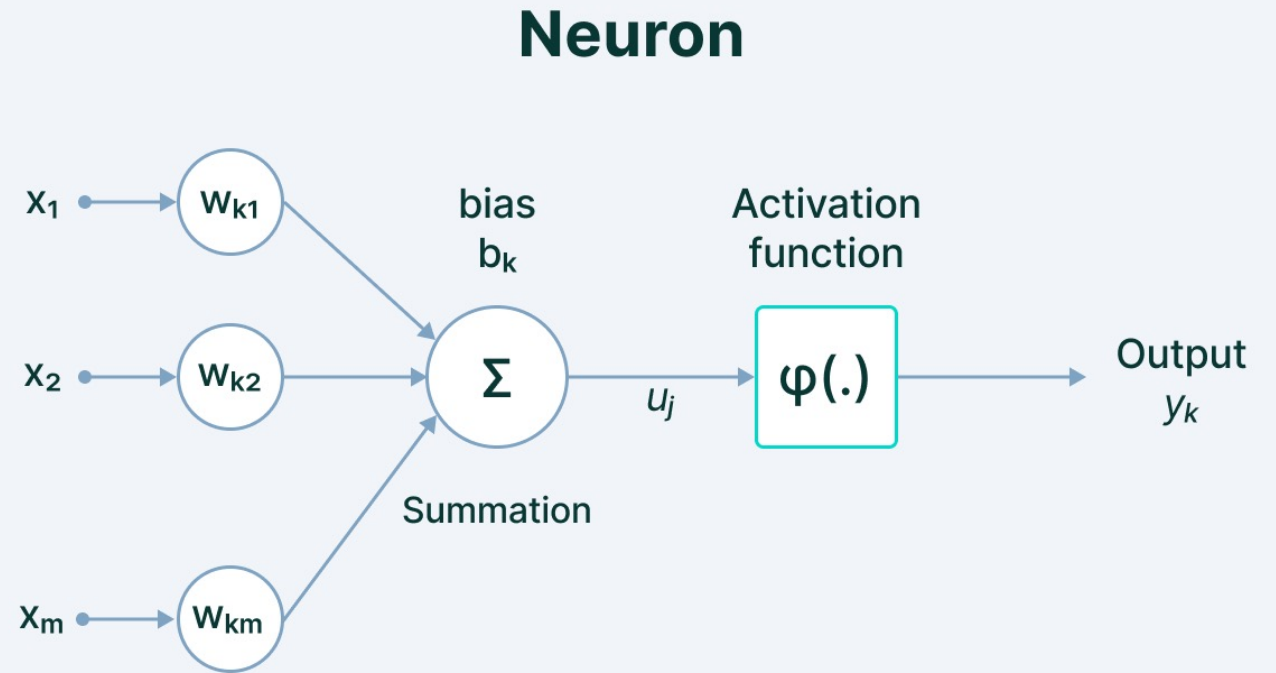 Neuron
x₁
wₖ₁
bias
bₖ
Activation
function
x₂
wₖ₂
Σ
uⱼ
φ(.)
Output
yₖ
Summation
xₘ
wₖₘ